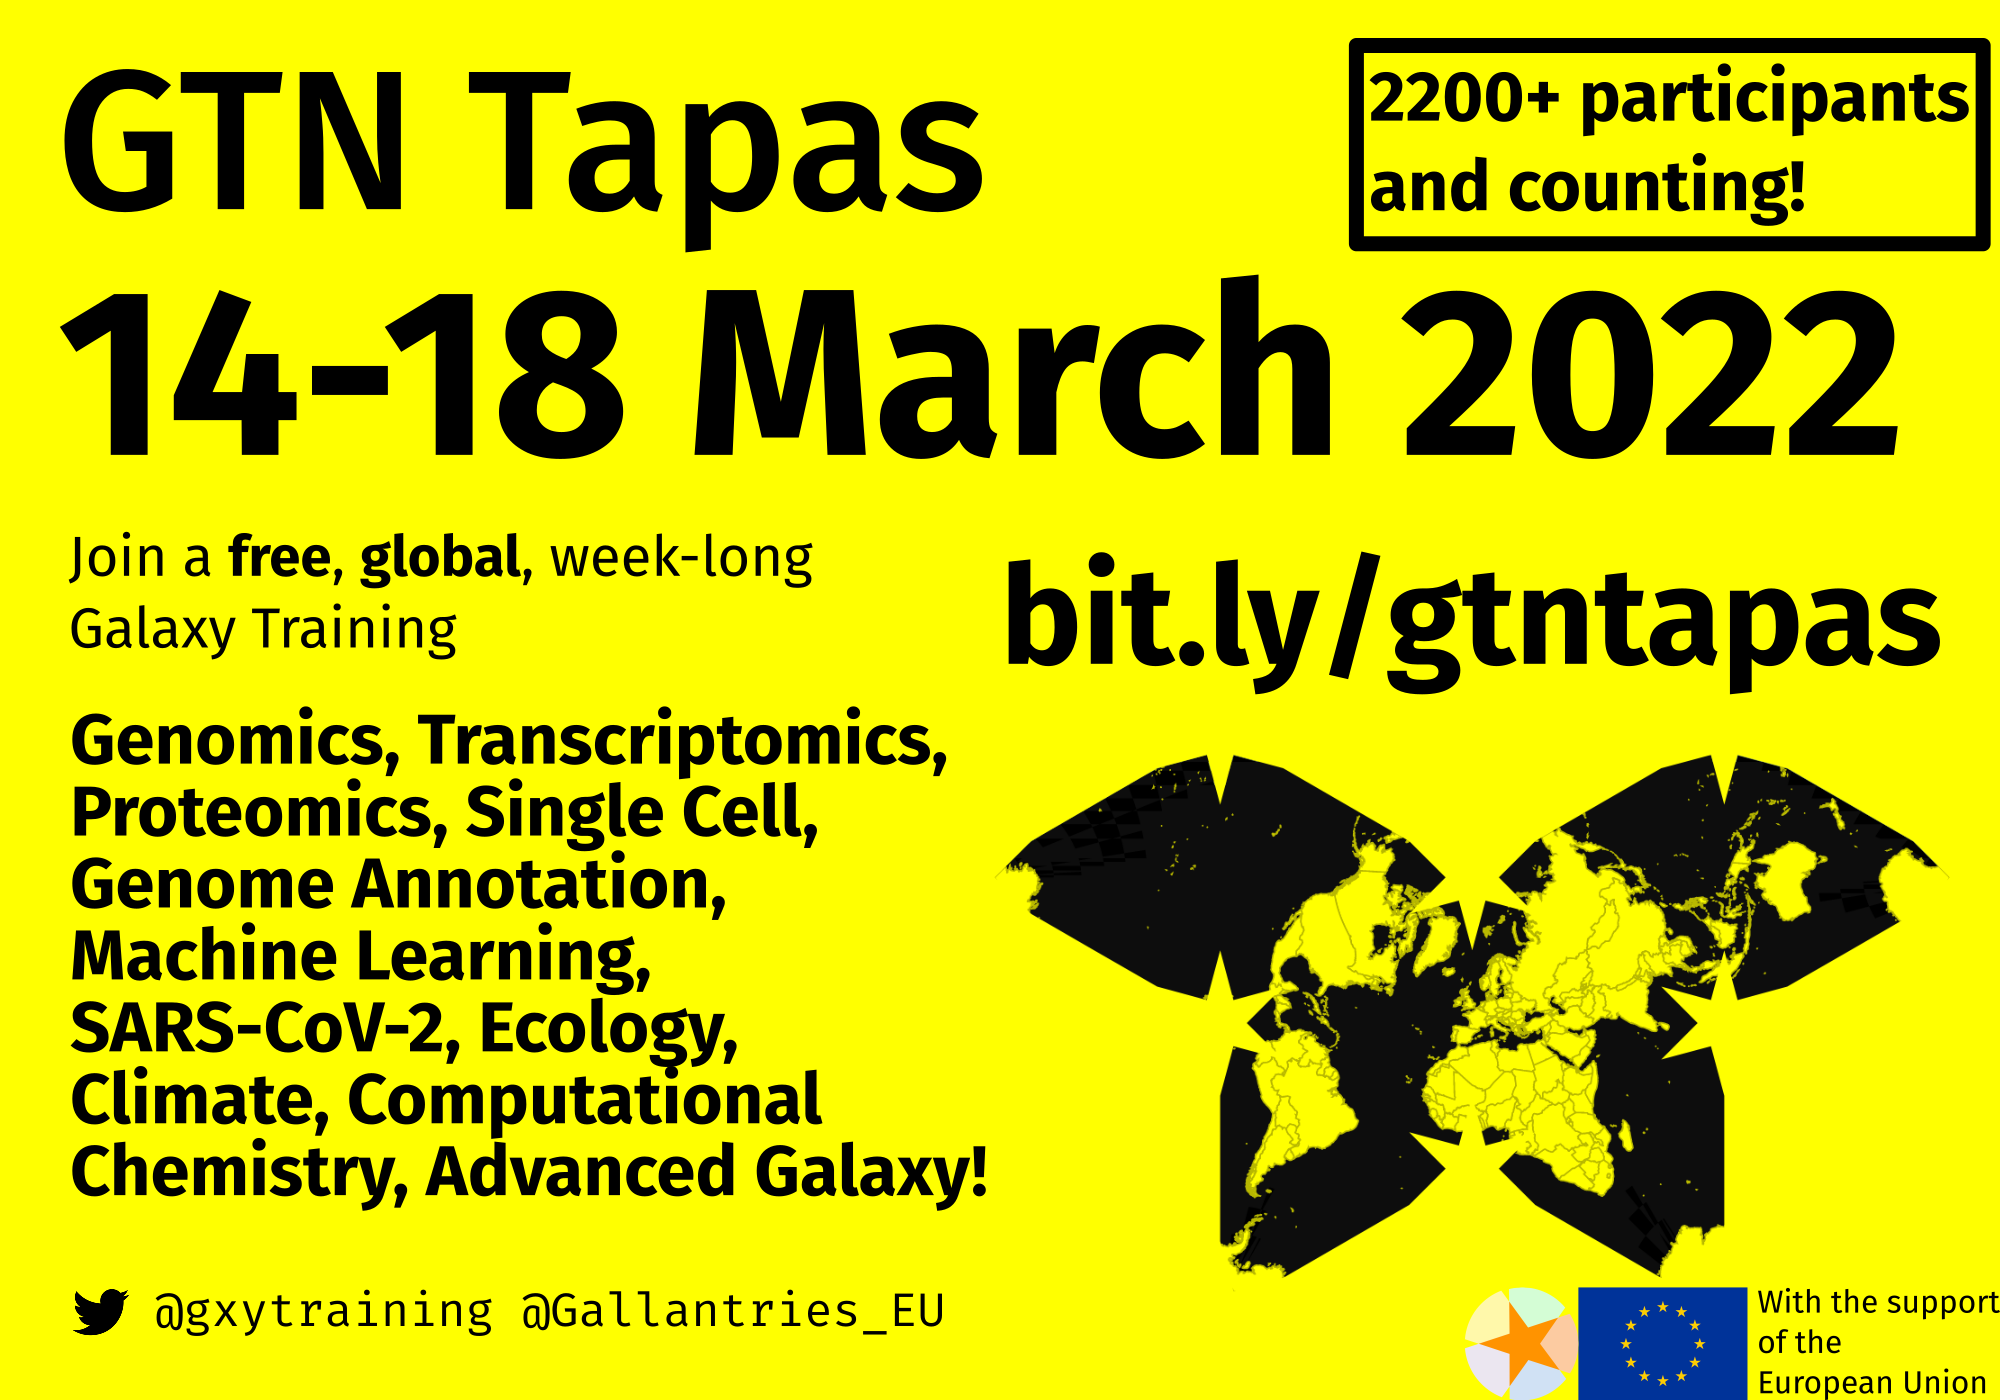 GTN Tapas
2200+ participants
and counting!
14-18 March 2022
Join a free, global, week-long
Galaxy Training
bit.ly/gtntapas
Genomics, Transcriptomics,
Proteomics, Single Cell,
Genome Annotation,
Machine Learning,
SARS-CoV-2, Ecology,
Climate, Computational
Chemistry, Advanced Galaxy!
@gxytraining @Gallantries_EU
With the support
of the
European Union